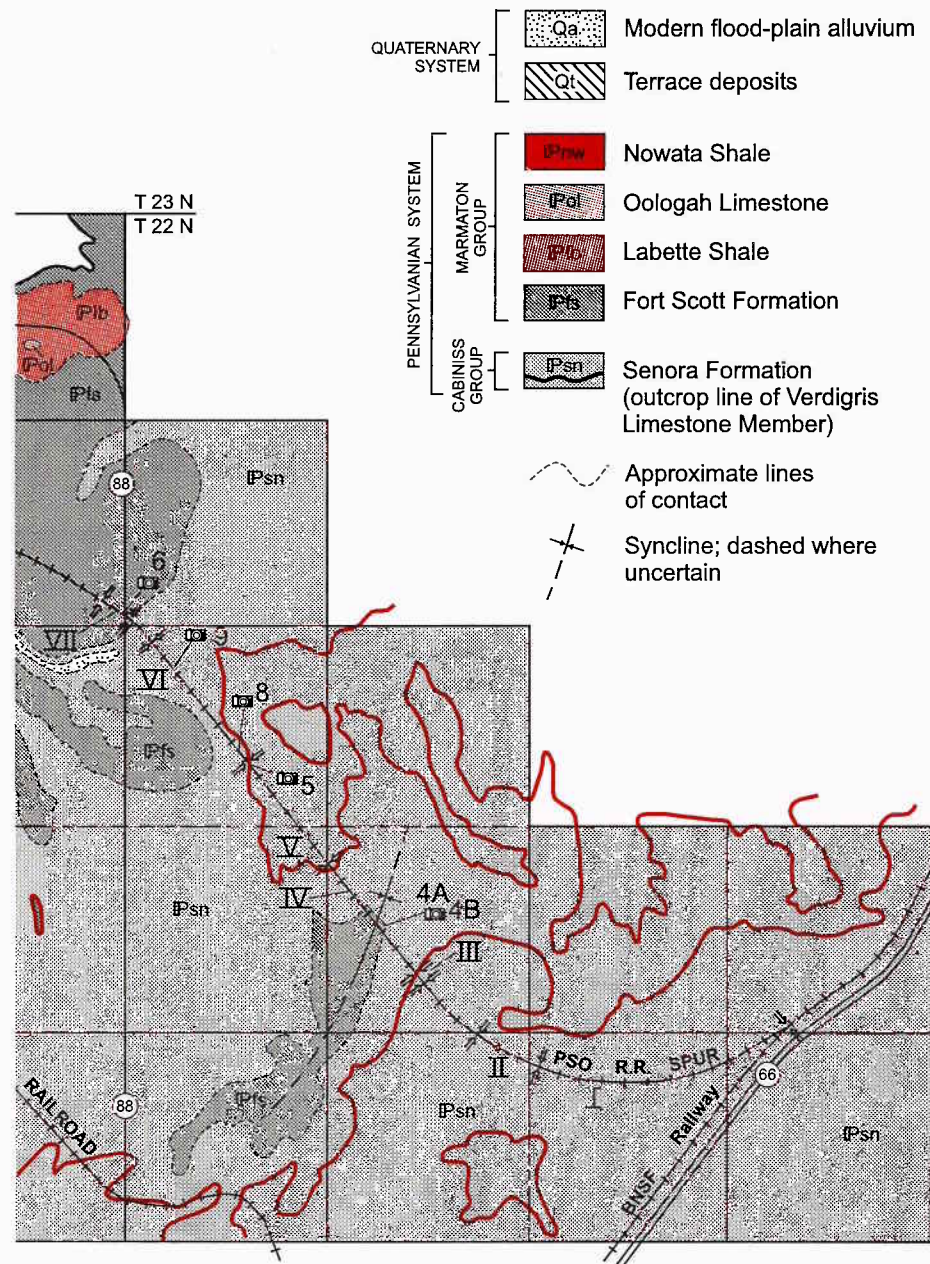 QUATERNARY
SYSTEM
Qa
Modern flood-plain alluvium
Qt
Terrace deposits
PENNSYLVANIAN SYSTEM
MARMATON
GROUP
ℙnw
Nowata Shale
ℙol
Oologah Limestone
ℙlb
Labette Shale
ℙfs
Fort Scott Formation
CABINISS
GROUP
ℙsn
Senora Formation
(outcrop line of Verdigris
Limestone Member)
Approximate lines
of contact
Syncline; dashed where
uncertain
T 23 N
T 22 N
ℙlb
ℙol
ℙfs
88
ℙsn
6
VII
9
VI
8
ℙfs
5
V
IV
ℙsn
4A
4B
III
II
PSO R.R. SPUR
I
66
Railway
BNSF
RAILROAD
88
ℙfs
ℙsn
ℙsn